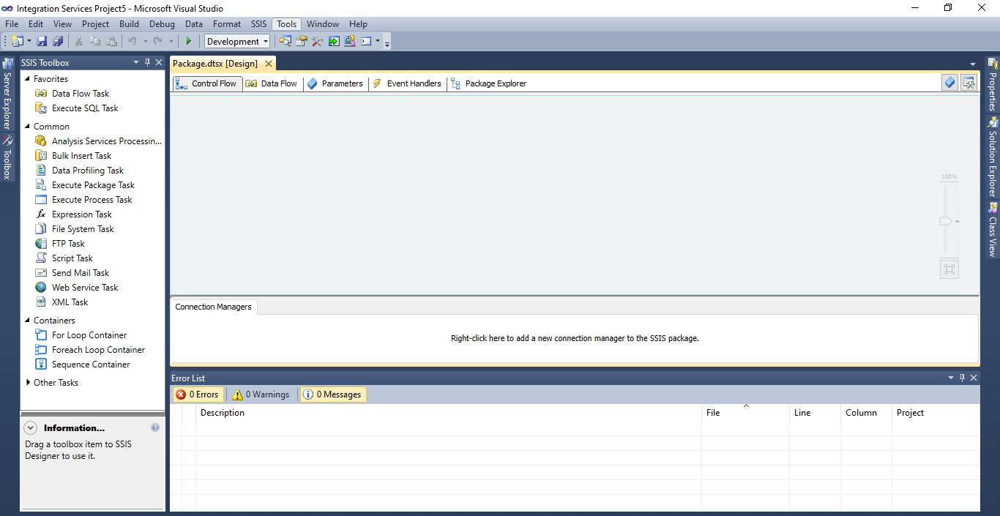 Integration Services Project5 - Microsoft Visual Studio
File Edit View Project Build Debug Data Format SSIS Tools Window Help
Development
Server Explorer
Toolbox
SSIS Toolbox
Favorites
Data Flow Task
Execute SQL Task
Common
Analysis Services Processin...
Bulk Insert Task
Data Profiling Task
Execute Package Task
Execute Process Task
fx Expression Task
File System Task
FTP Task
Script Task
Send Mail Task
Web Service Task
XML Task
Containers
For Loop Container
Foreach Loop Container
Sequence Container
Other Tasks
Information...
Drag a toolbox item to SSIS
Designer to use it.
Package.dtsx [Design]
Control Flow Data Flow Parameters Event Handlers Package Explorer
100%
Connection Managers
Right-click here to add a new connection manager to the SSIS package.
Error List
0 Errors 0 Warnings 0 Messages
Description File Line Column Project
Properties
Solution Explorer
Class View